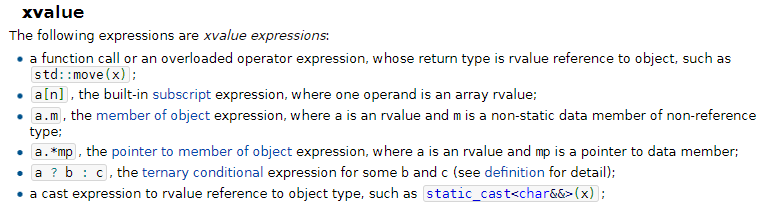 xvalue
The following expressions are xvalue expressions:
a function call or an overloaded operator expression, whose return type is rvalue reference to object, such as
std::move(x);
a[n], the built-in subscript expression, where one operand is an array rvalue;
a.m, the member of object expression, where a is an rvalue and m is a non-static data member of non-reference
type;
a.*mp, the pointer to member of object expression, where a is an rvalue and mp is a pointer to data member;
a ? b : c, the ternary conditional expression for some b and c (see definition for detail);
a cast expression to rvalue reference to object type, such as static_cast<char&&>(x);